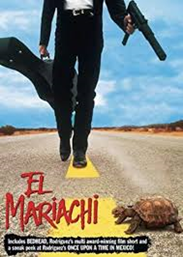 EL
MARIACHI
Includes BEDHEAD, Rodriguez's multi award-winning film short and
a sneak peek at Rodriguez's ONCE UPON A TIME IN MEXICO!